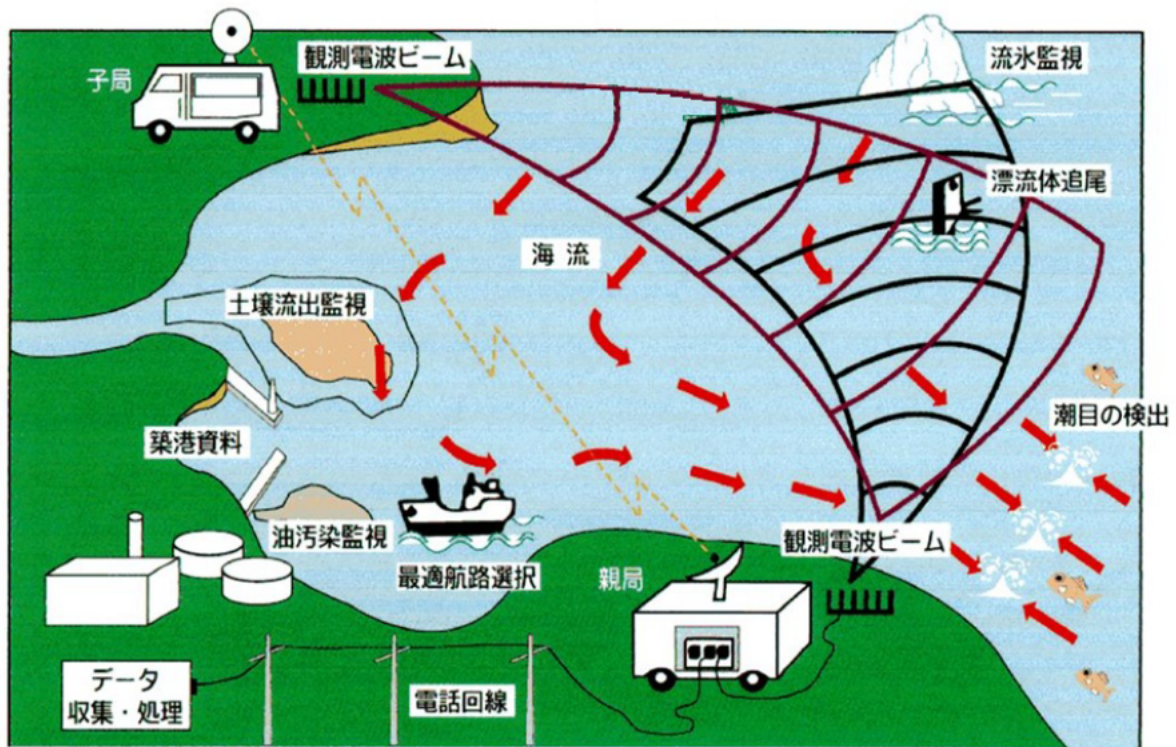 観測電波ビーム
流氷監視
子局
漂流体追尾
海流
土壌流出監視
潮目の検出
築港資料
油汚染監視
観測電波ビーム
最適航路選択
親局
データ
収集・処理
電話回線